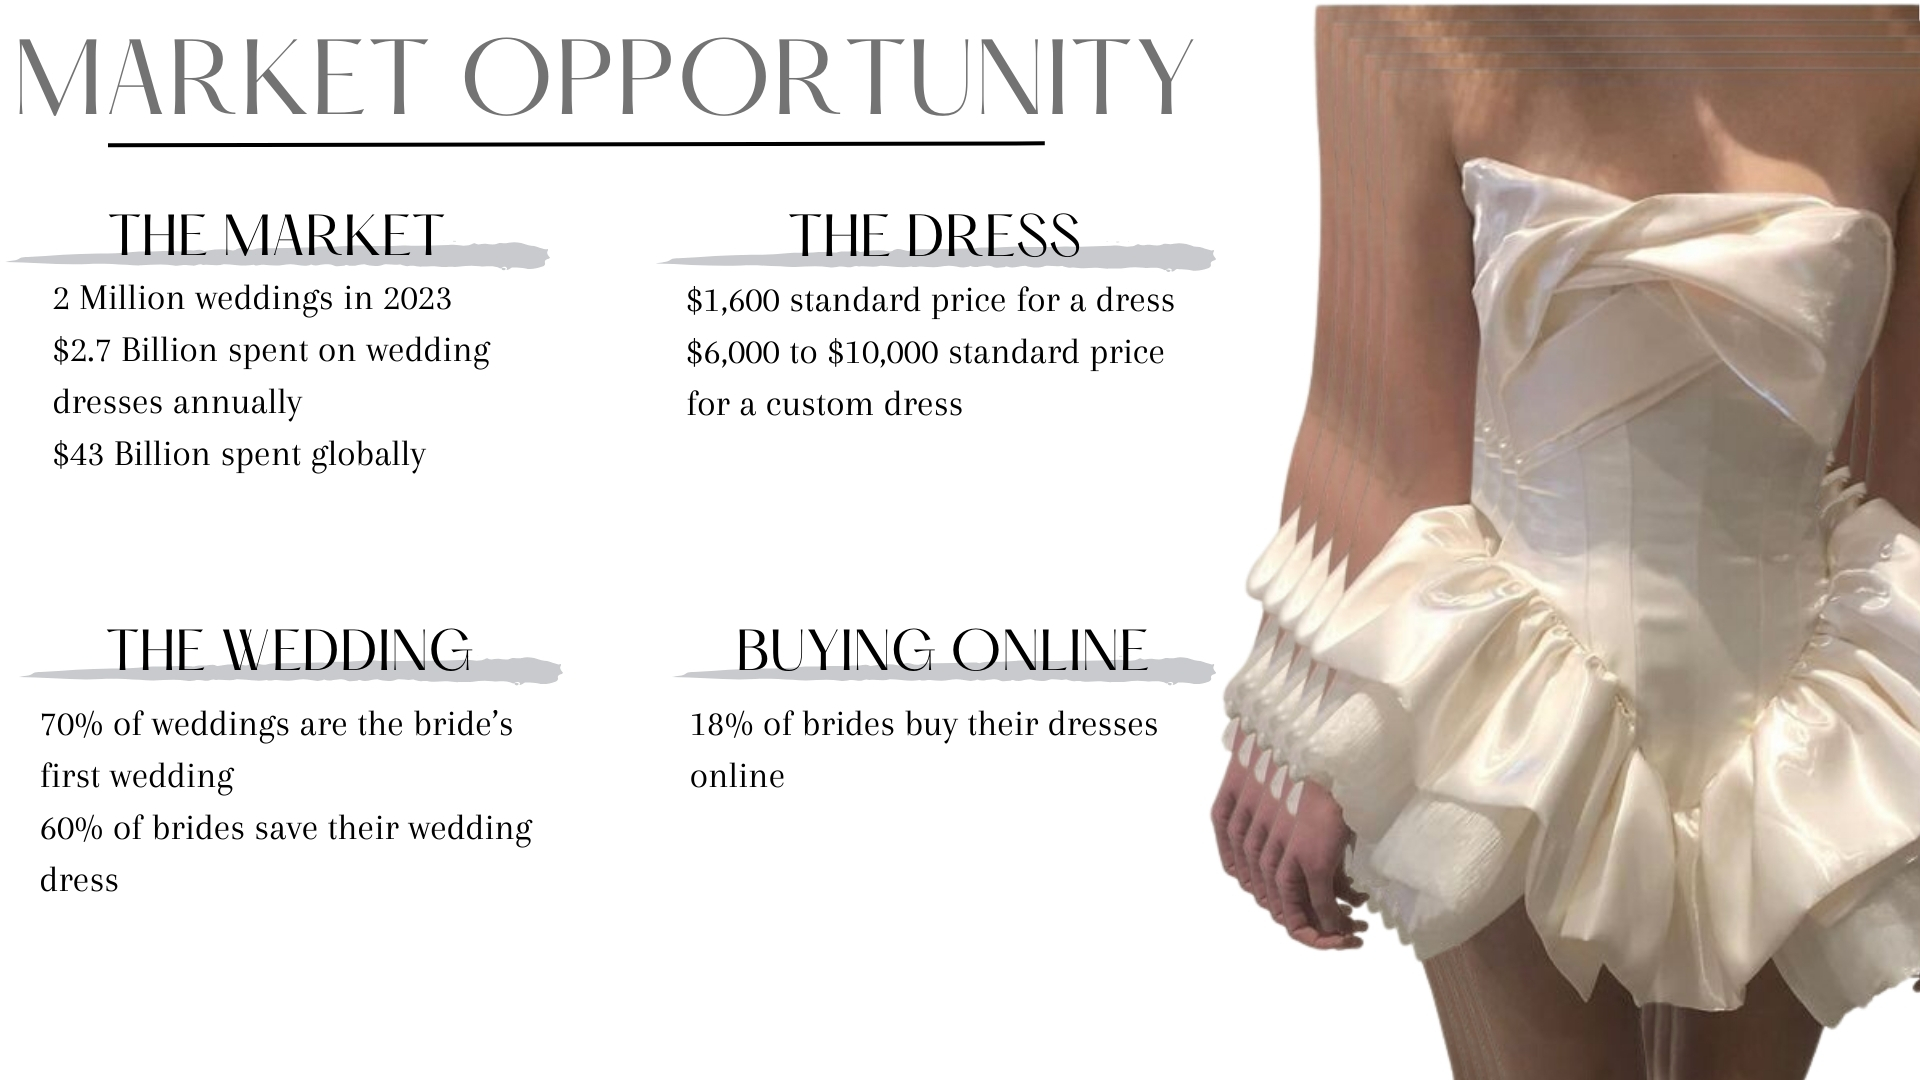 MARKET OPPORTUNITY
THE MARKET
2 Million weddings in 2023
$2.7 Billion spent on wedding
dresses annually
$43 Billion spent globally
THE DRESS
$1,600 standard price for a dress
$6,000 to $10,000 standard price
for a custom dress
THE WEDDING
70% of weddings are the bride’s
first wedding
60% of brides save their wedding
dress
BUYING ONLINE
18% of brides buy their dresses
online